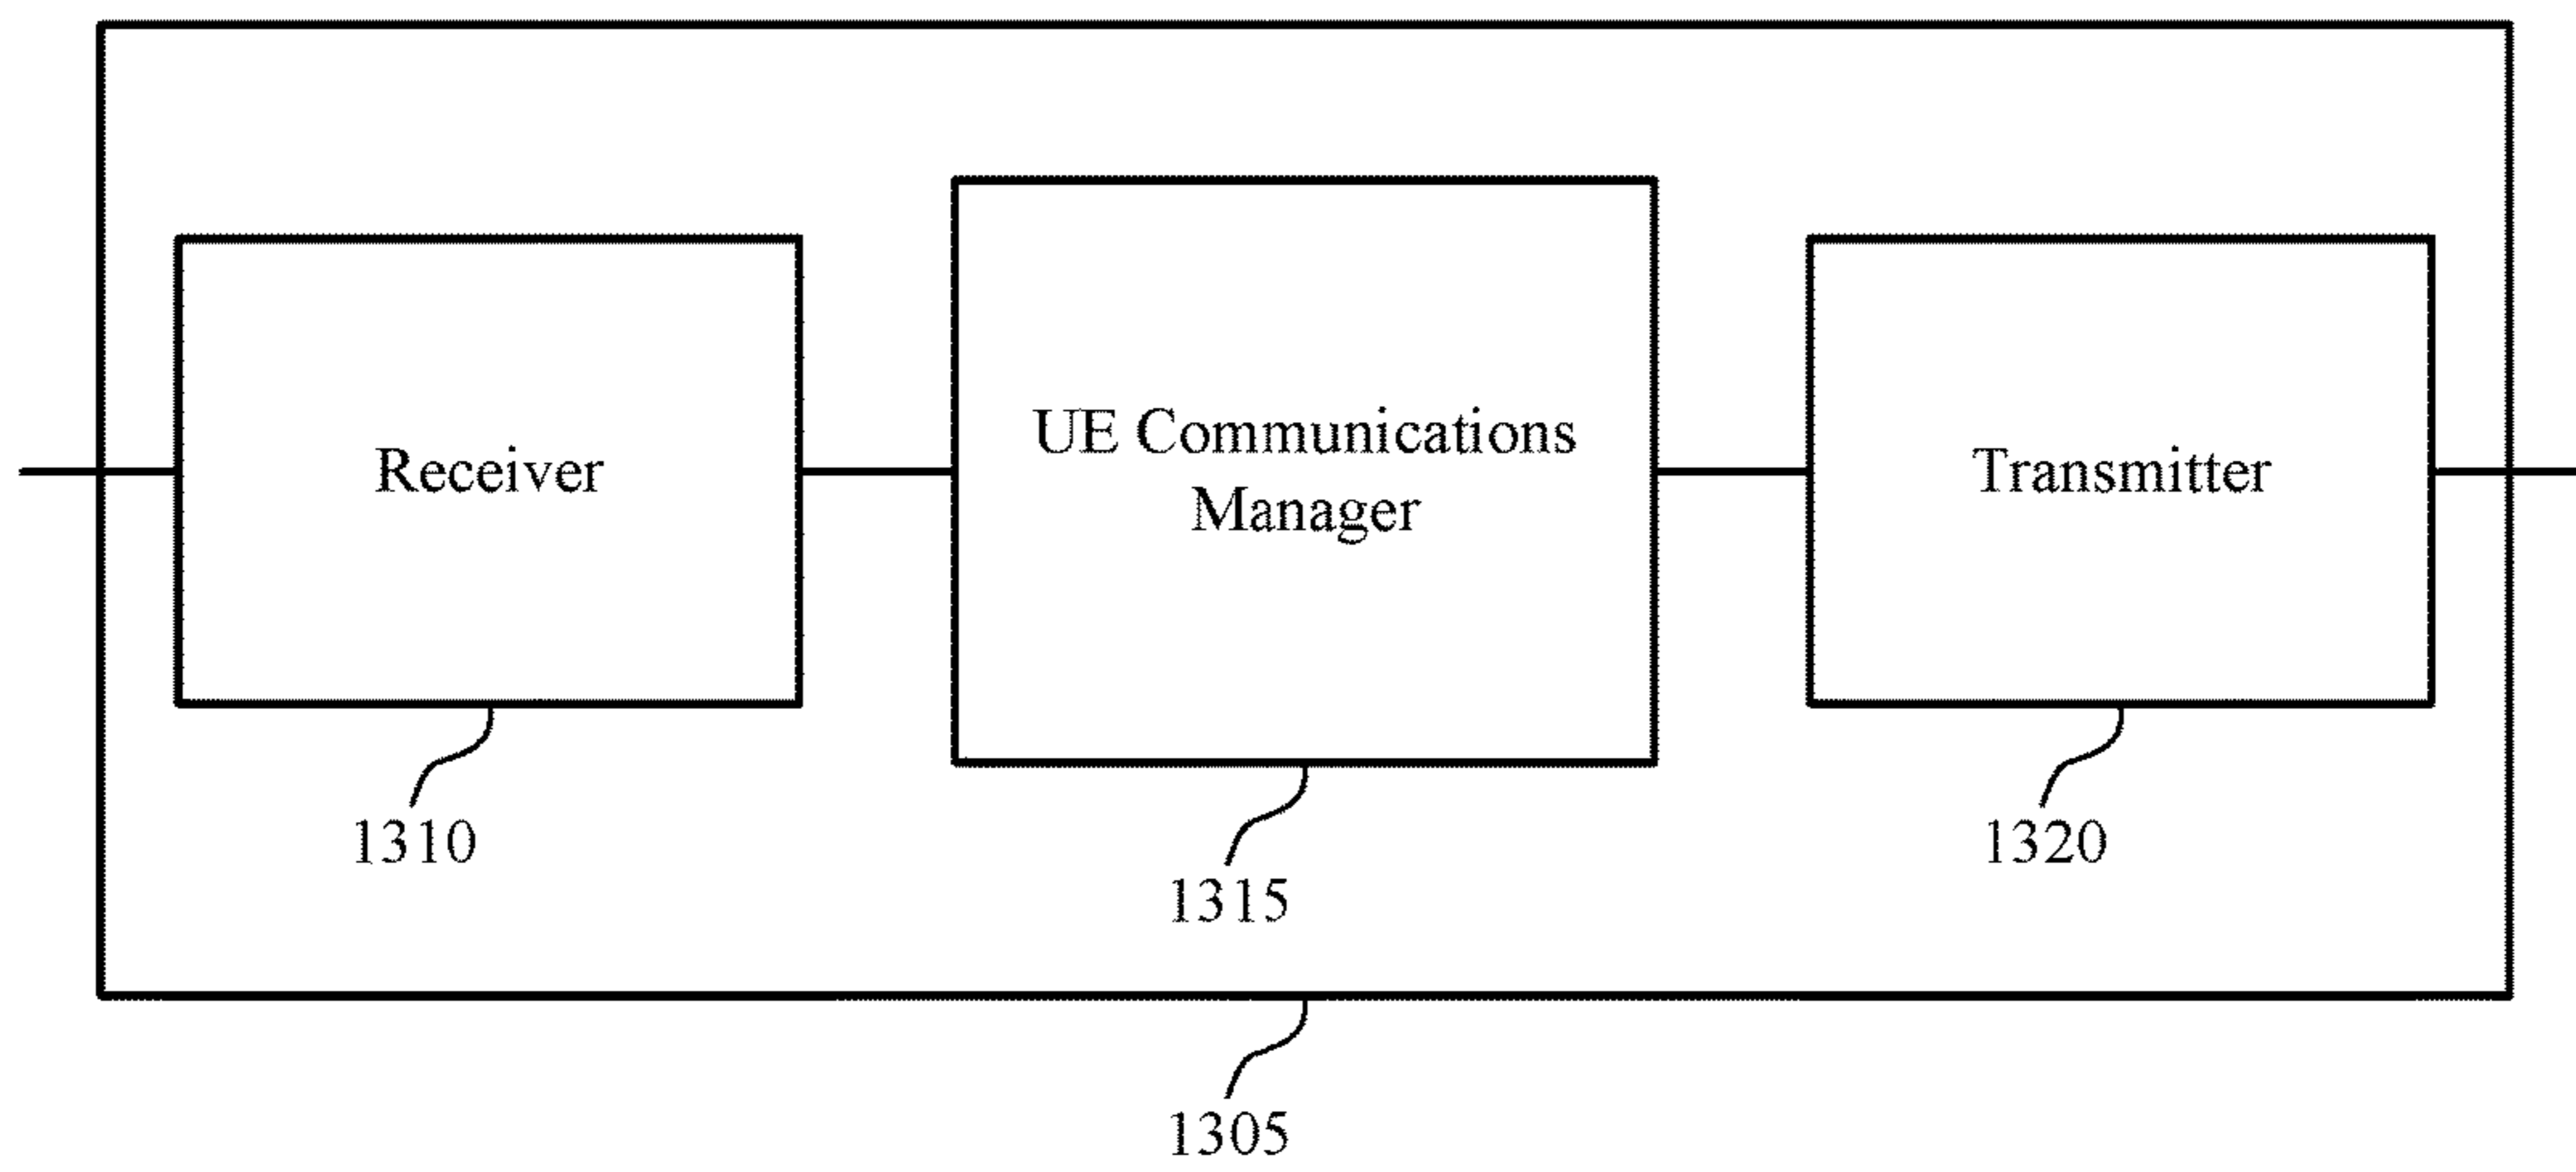 Receiver
UE Communications
Manager
Transmitter
1310
1315
1320
1305